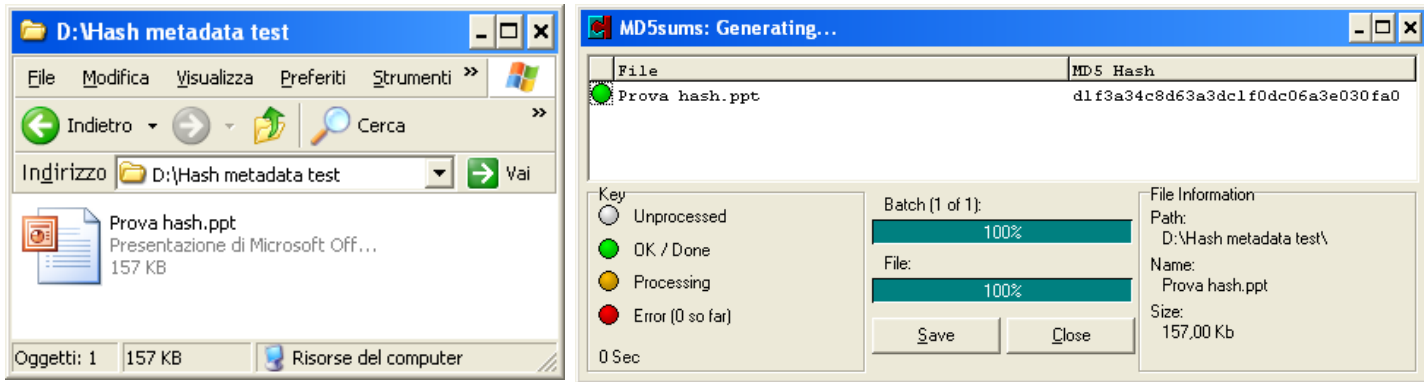 D:\Hash metadata test
File Modifica Visualizza Preferiti Strumenti »
Indietro Cerca »
Indirizzo D:\Hash metadata test Vai
Prova hash.ppt
Presentazione di Microsoft Off...
157 KB
Oggetti: 1 157 KB Risorse del computer
MD5sums: Generating...
File MD5 Hash
Prova hash.ppt d1f3a34c8d63a3dc1f0dc06a3e030fa0
Key
Unprocessed
OK / Done
Processing
Error (0 so far)
0 Sec
Batch (1 of 1):
100%
File:
100%
Save Close
File Information
Path:
D:\Hash metadata test\
Name:
Prova hash.ppt
Size:
157,00 Kb